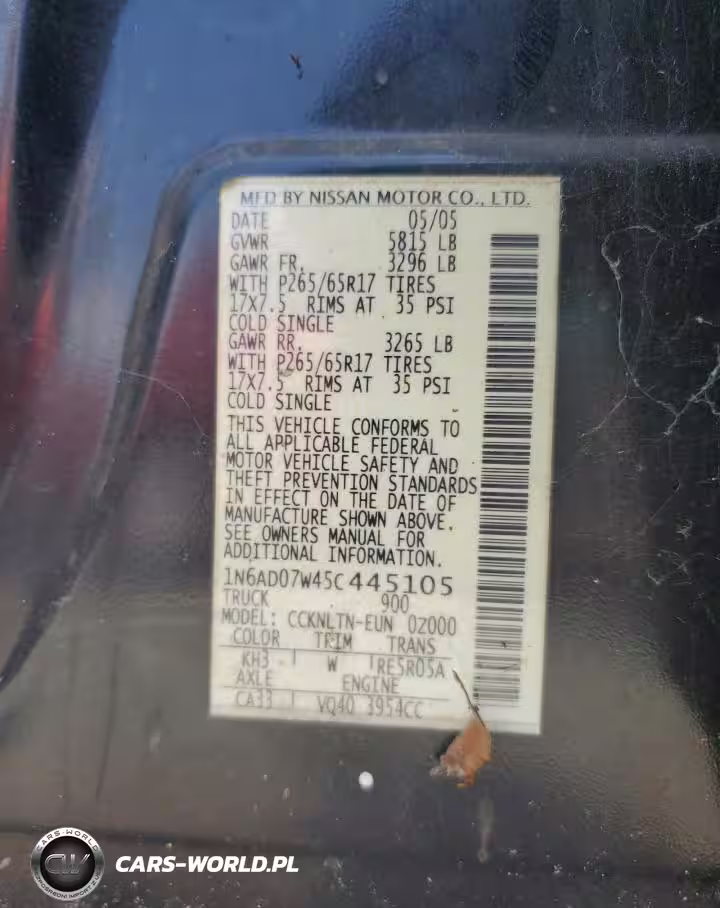 MFD BY NISSAN MOTOR CO., LTD.
DATE 05/05
GVWR 5815 LB
GAWR FR. 3296 LB
WITH P265/65R17 TIRES
17X7.5 RIMS AT 35 PSI
COLD SINGLE
GAWR RR. 3265 LB
WITH P265/65R17 TIRES
17X7.5 RIMS AT 35 PSI
COLD SINGLE
THIS VEHICLE CONFORMS TO
ALL APPLICABLE FEDERAL
MOTOR VEHICLE SAFETY AND
THEFT PREVENTION STANDARDS
IN EFFECT ON THE DATE OF
MANUFACTURE SHOWN ABOVE.
SEE OWNERS MANUAL FOR
ADDITIONAL INFORMATION.
1N6AD07W45C445105
TRUCK 900
MODEL: CCKNLTN-EUN 02000
COLOR TRIM TRANS
KH3 W RE5R05A
AXLE ENGINE
CA33 VQ40 3954CC
CARS-WORLD
CW
CARS-WORLD.PL